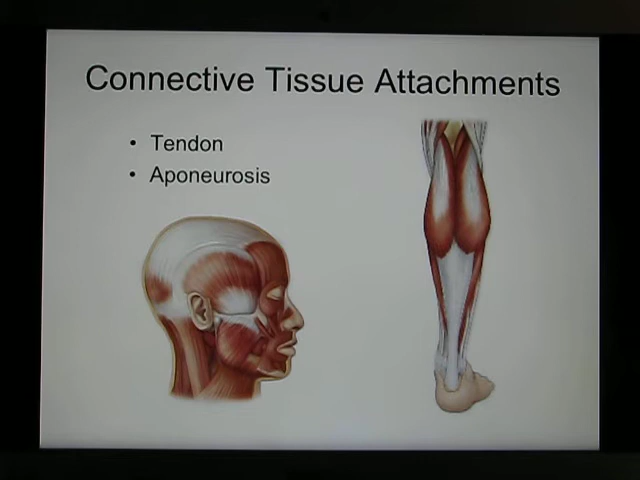 Connective Tissue Attachments
• Tendon
• Aponeurosis